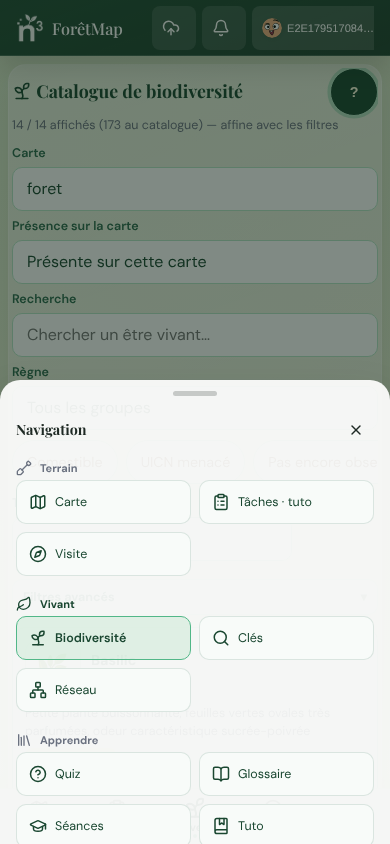 n3 ForêtMap E2E179517084…
Catalogue de biodiversité ?
14 / 14 affichés (173 au catalogue) — affine avec les filtres
Carte
foret
Présence sur la carte
Présente sur cette carte
Recherche
Chercher un être vivant…
Règne
Tous les groupes
Navigation
UICN menacé Pas encore obse
Terrain
Carte Tâches · tuto
Visite
Vivant
Biodiversité Clés
Réseau
Apprendre
Quiz Glossaire
Séances Tuto